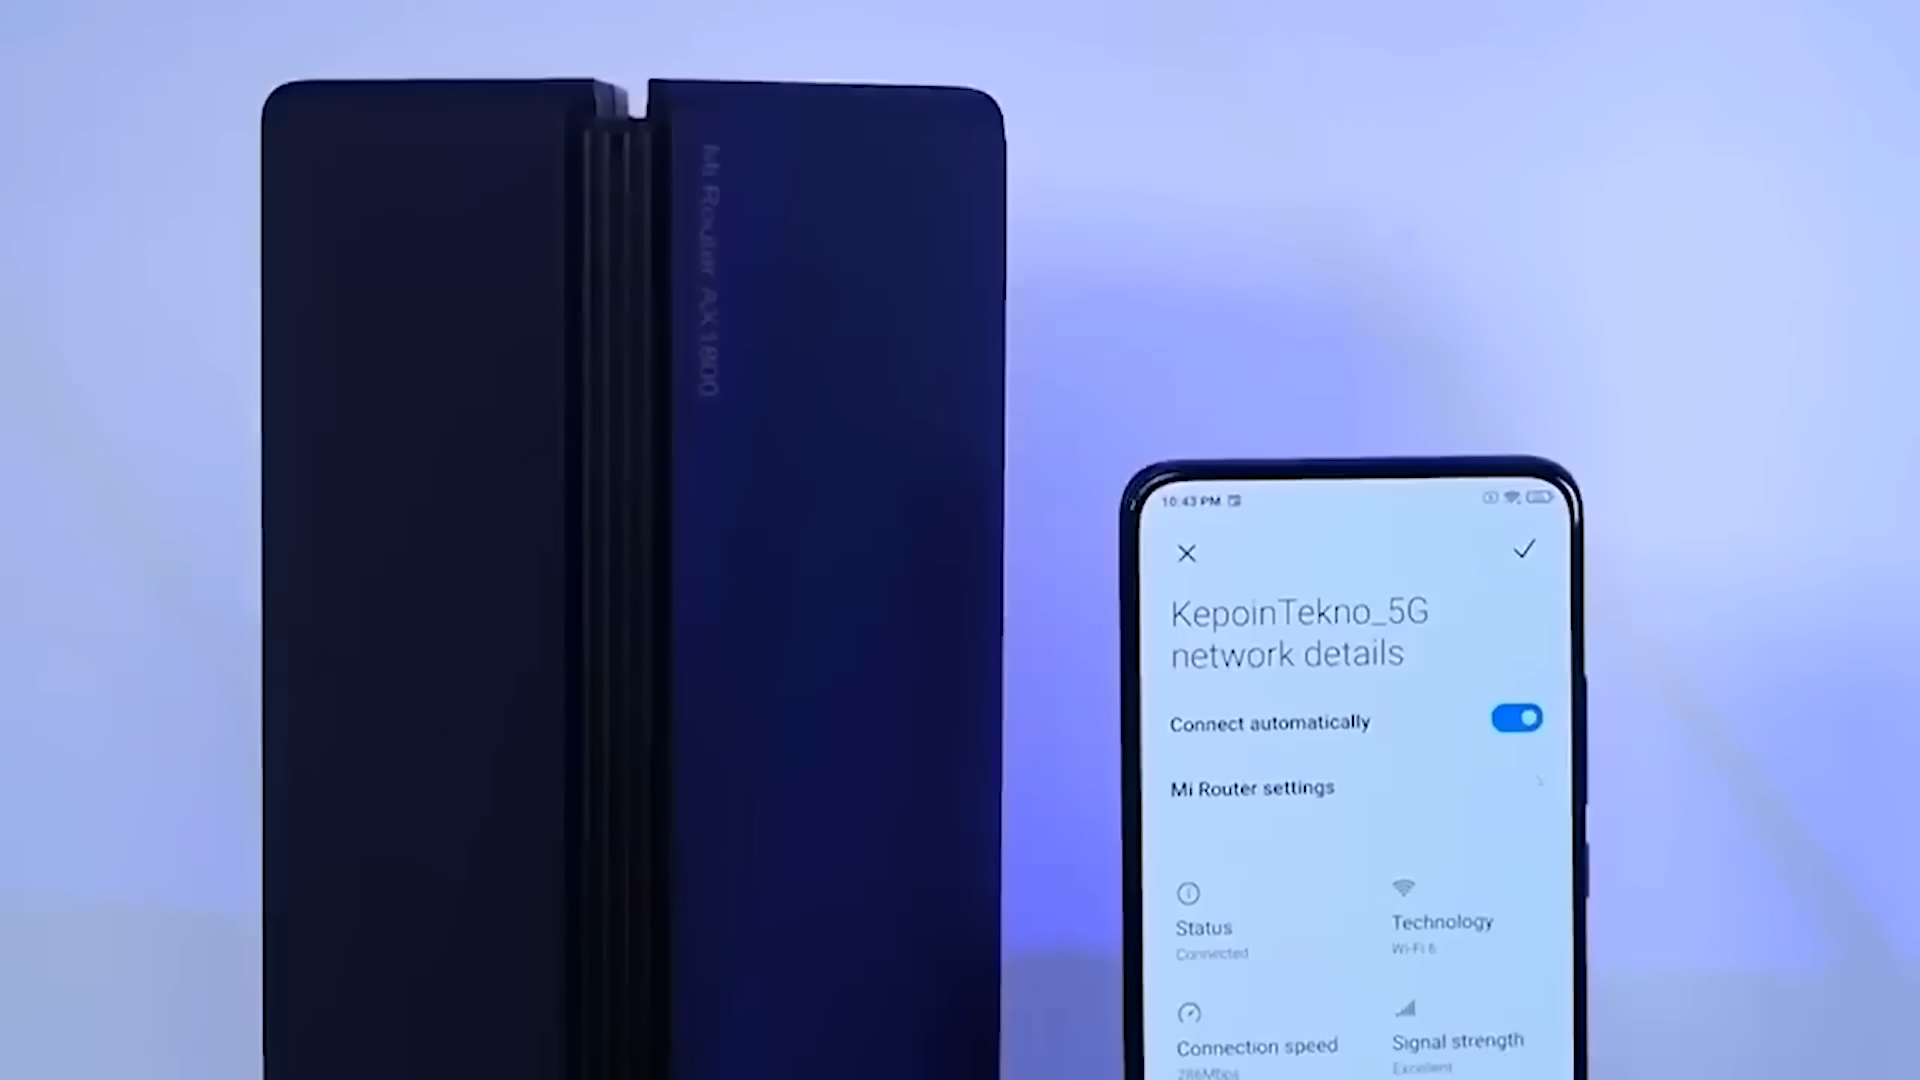 Mi Router AX1800
10:43 PM
KepoinTekno_5G
network details
Connect automatically
Mi Router settings
Status
Connected
Technology
Wi-Fi 6
Connection speed
286Mbps
Signal strength
Excellent